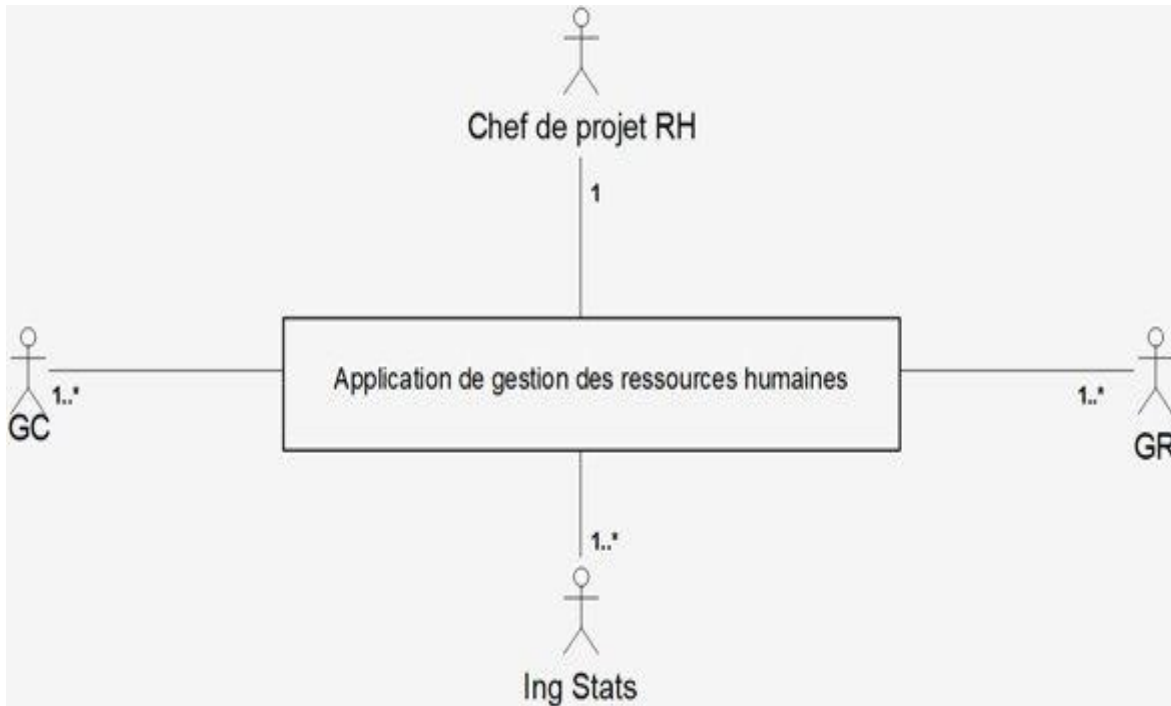 Chef de projet RH
1
Application de gestion des ressources humaines
1..*
GC
1..*
GR
1..*
Ing Stats